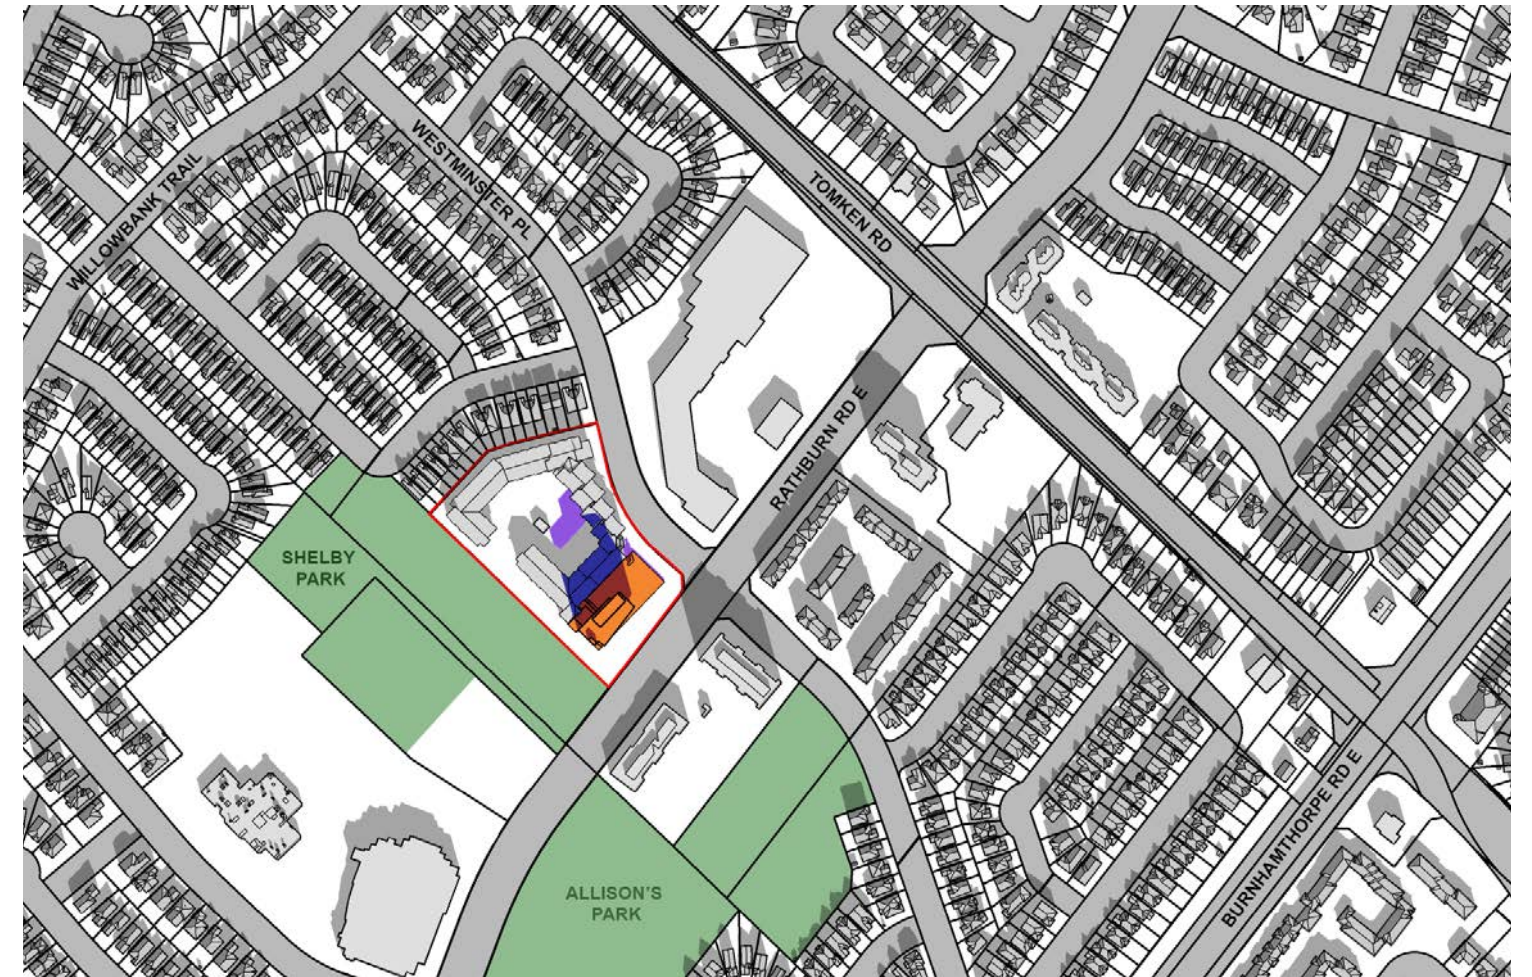 WILLOWBANK TRAIL
WESTMINSTER PL
TOMKEN RD
RATHBURN RD E
SHELBY
PARK
ALLISON'S
PARK
BURNHAMTHORPE RD E